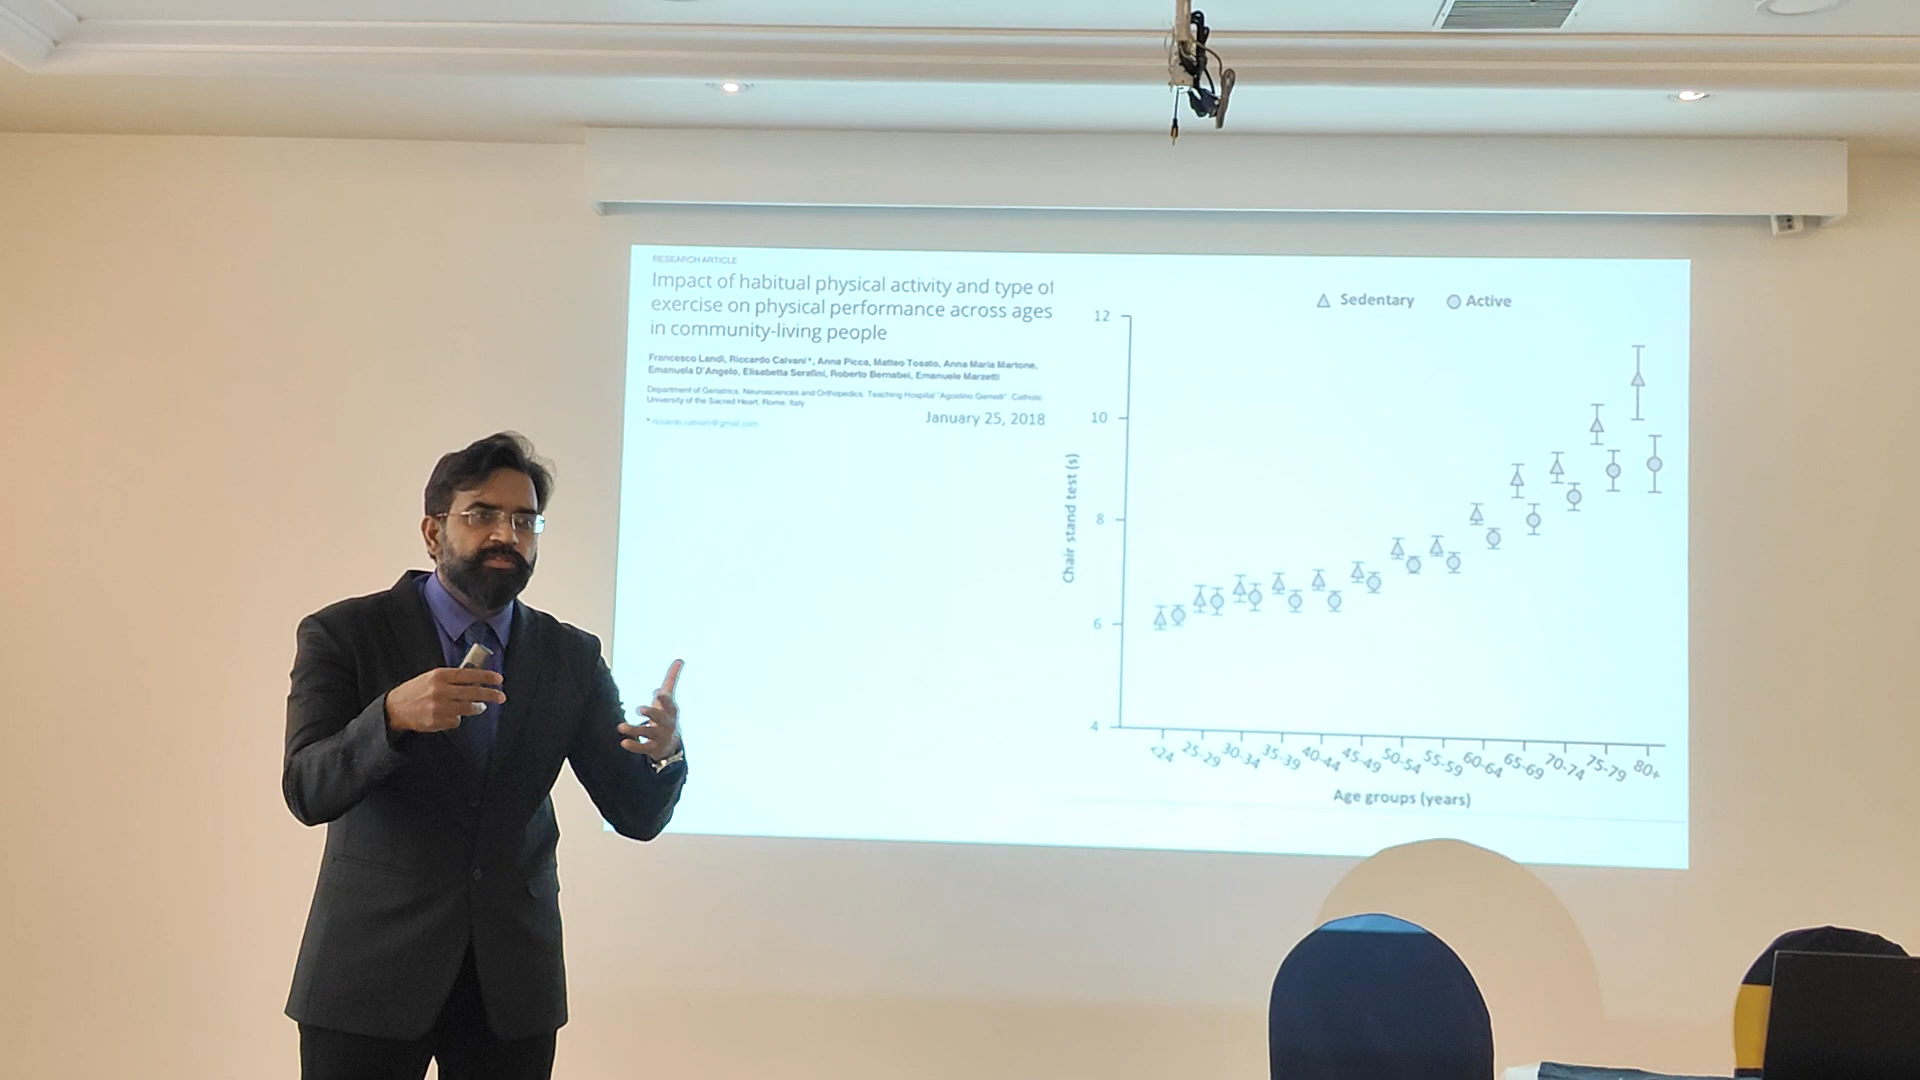 RESEARCH ARTICLE
Impact of habitual physical activity and type of
exercise on physical performance across ages
in community-living people
Francesco Landi, Riccardo Calvani*, Anna Picca, Matteo Tosato, Anna Maria Martone,
Emanuela D'Angelo, Elisabetta Serafini, Roberto Bernabei, Emanuele Marzetti
Department of Geriatrics, Neurosciences and Orthopedics, Teaching Hospital "Agostino Gemelli", Catholic
University of the Sacred Heart, Rome, Italy
* riccardo.calvani@gmail.com
January 25, 2018
Sedentary Active
12
10
8
6
4
Chair stand test (s)
<24 25-29 30-34 35-39 40-44 45-49 50-54 55-59 60-64 65-69 70-74 75-79 80+
Age groups (years)